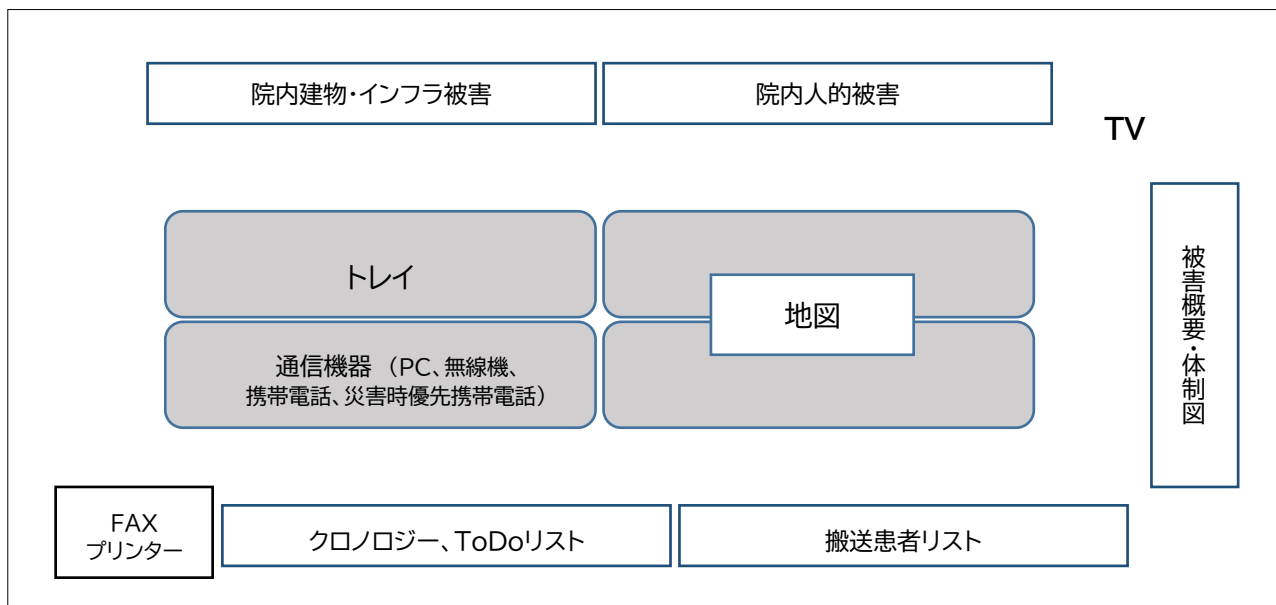 院内建物・インフラ被害
院内人的被害
TV
トレイ
地図
通信機器 （PC、無線機、
携帯電話、災害時優先携帯電話）
被害概要・体制図
FAX
プリンター
クロノロジー、ToDoリスト
搬送患者リスト